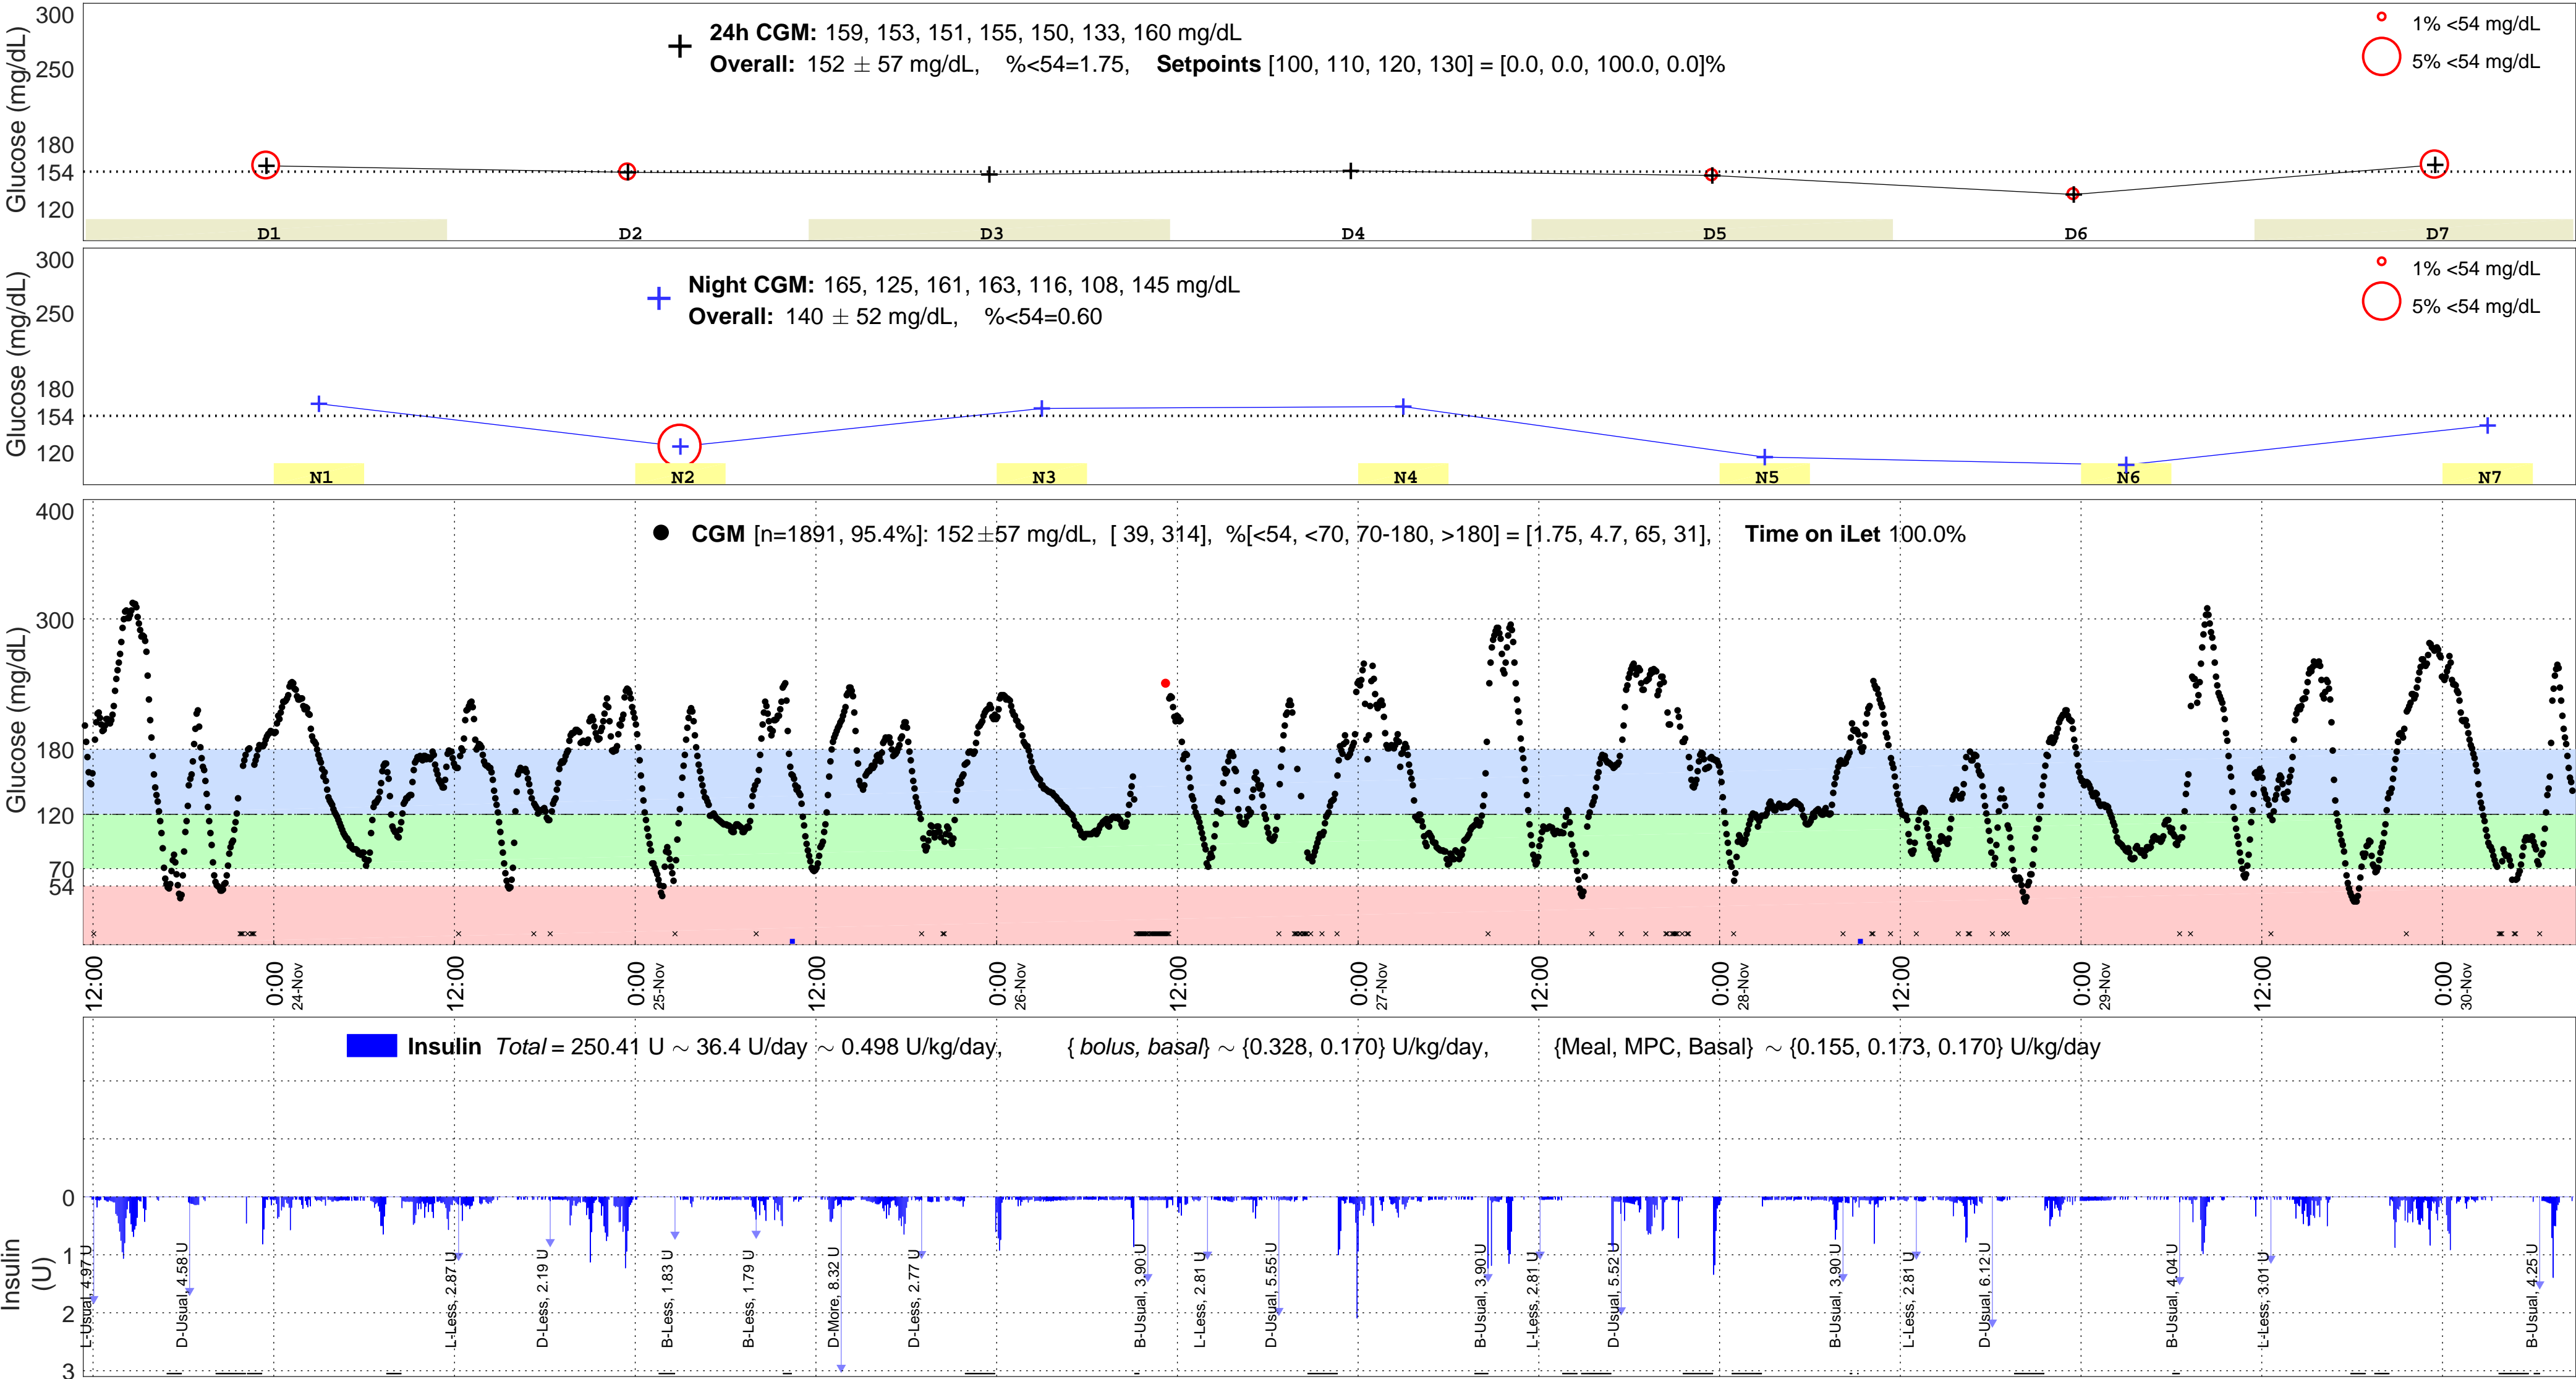 Glucose (mg/dL)
300
250
180
154
120
24h CGM: 159, 153, 151, 155, 150, 133, 160 mg/dL
Overall: 152 ± 57 mg/dL, %<54=1.75, Setpoints [100, 110, 120, 130] = [0.0, 0.0, 100.0, 0.0]%
1% <54 mg/dL
5% <54 mg/dL
D1 D2 D3 D4 D5 D6 D7
Glucose (mg/dL)
300
250
180
154
120
Night CGM: 165, 125, 161, 163, 116, 108, 145 mg/dL
Overall: 140 ± 52 mg/dL, %<54=0.60
1% <54 mg/dL
5% <54 mg/dL
N1 N2 N3 N4 N5 N6 N7
Glucose (mg/dL)
400
300
180
120
70
54
CGM [n=1891, 95.4%]: 152±57 mg/dL, [ 39, 314], %[<54, <70, 70-180, >180] = [1.75, 4.7, 65, 31], Time on iLet 100.0%
12:00 0:00 12:00 0:00 12:00 0:00 12:00 0:00 12:00 0:00 12:00 0:00 12:00 0:00
24-Nov 25-Nov 26-Nov 27-Nov 28-Nov 29-Nov 30-Nov
Insulin
(U)
0
1
2
3
Insulin Total = 250.41 U ~ 36.4 U/day ~ 0.498 U/kg/day, { bolus, basal} ~ {0.328, 0.170} U/kg/day, {Meal, MPC, Basal} ~ {0.155, 0.173, 0.170} U/kg/day
L-Usual, 4.97 U
D-Usual, 4.58 U
L-Less, 2.87 U
D-Less, 2.19 U
B-Less, 1.83 U
B-Less, 1.79 U
D-More, 8.32 U
D-Less, 2.77 U
B-Usual, 3.90 U
L-Less, 2.81 U
D-Usual, 5.55 U
B-Usual, 3.90 U
L-Less, 2.81 U
D-Usual, 5.52 U
B-Usual, 3.90 U
L-Less, 2.81 U
D-Usual, 6.12 U
B-Usual, 4.04 U
L-Less, 3.01 U
B-Usual, 4.25 U